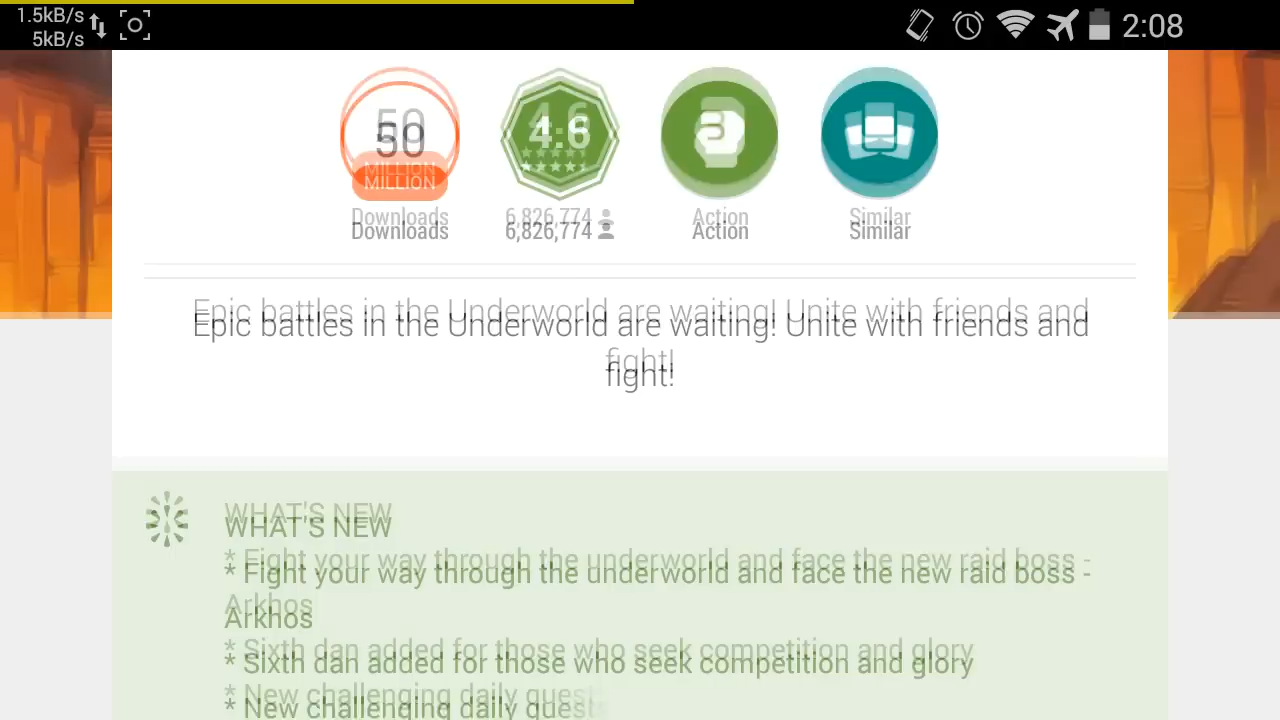 1.5kB/s
5kB/s
2:08
50
MILLION
4.6
Downloads
6,826,774
Action
Similar
Epic battles in the Underworld are waiting! Unite with friends and
fight!
WHAT'S NEW
* Fight your way through the underworld and face the new raid boss -
Arkhos
* Sixth dan added for those who seek competition and glory
* New challenging daily quests